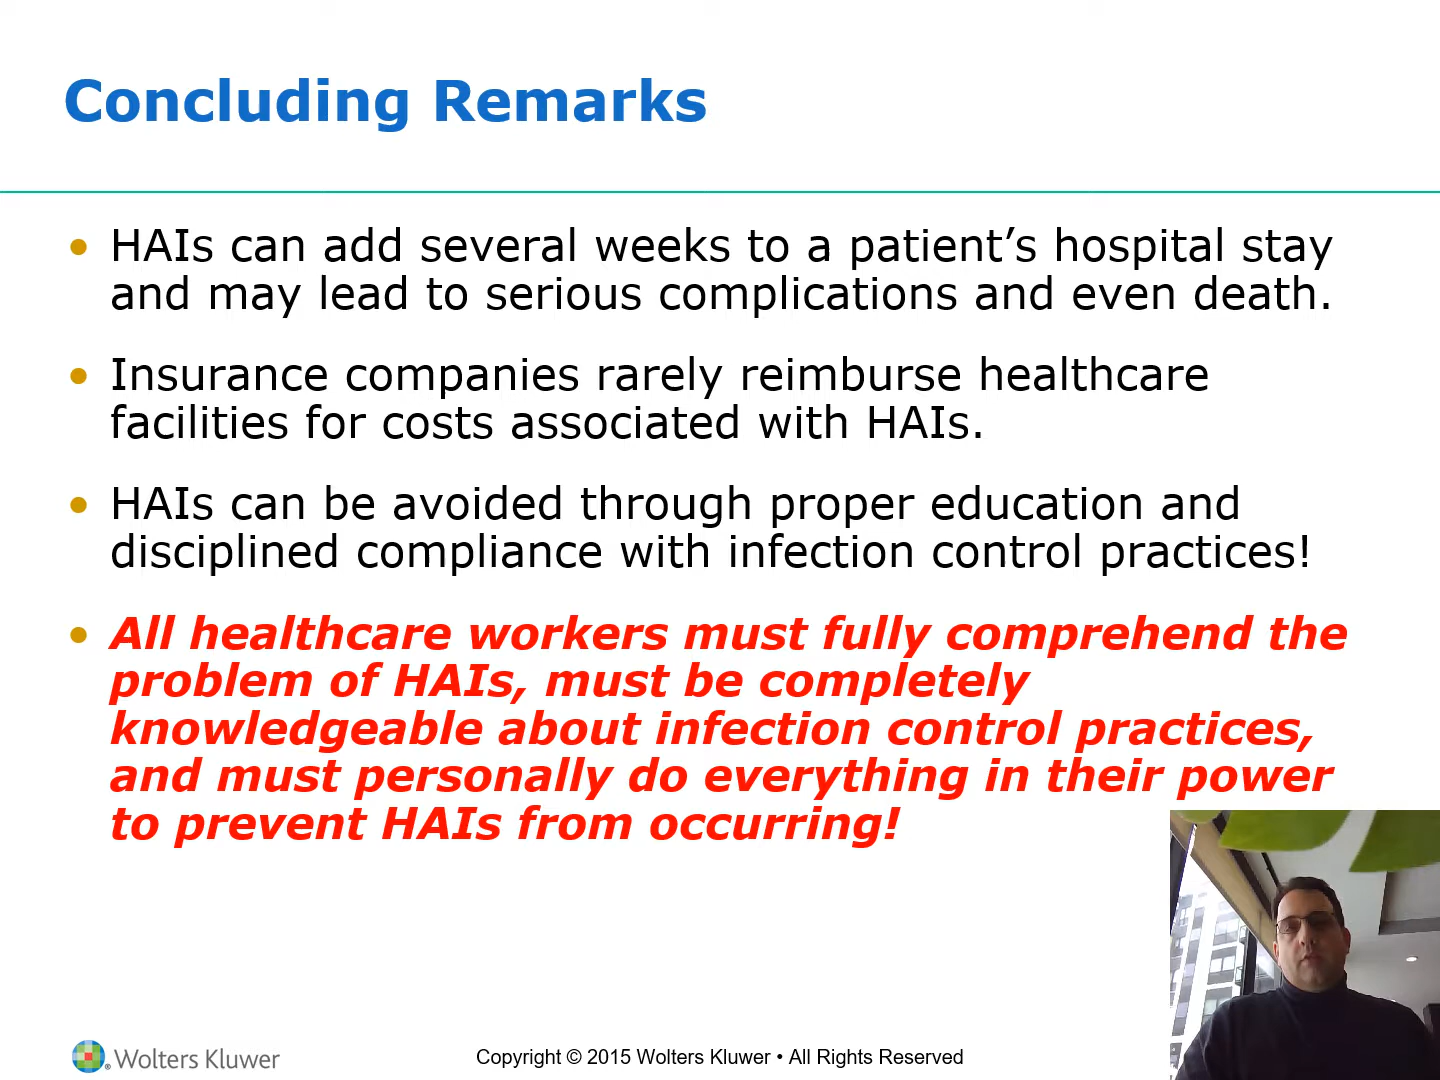 Concluding Remarks
• HAIs can add several weeks to a patient’s hospital stay
and may lead to serious complications and even death.
• Insurance companies rarely reimburse healthcare
facilities for costs associated with HAIs.
• HAIs can be avoided through proper education and
disciplined compliance with infection control practices!
• All healthcare workers must fully comprehend the
problem of HAIs, must be completely
knowledgeable about infection control practices,
and must personally do everything in their power
to prevent HAIs from occurring!
® Wolters Kluwer
Copyright © 2015 Wolters Kluwer • All Rights Reserved